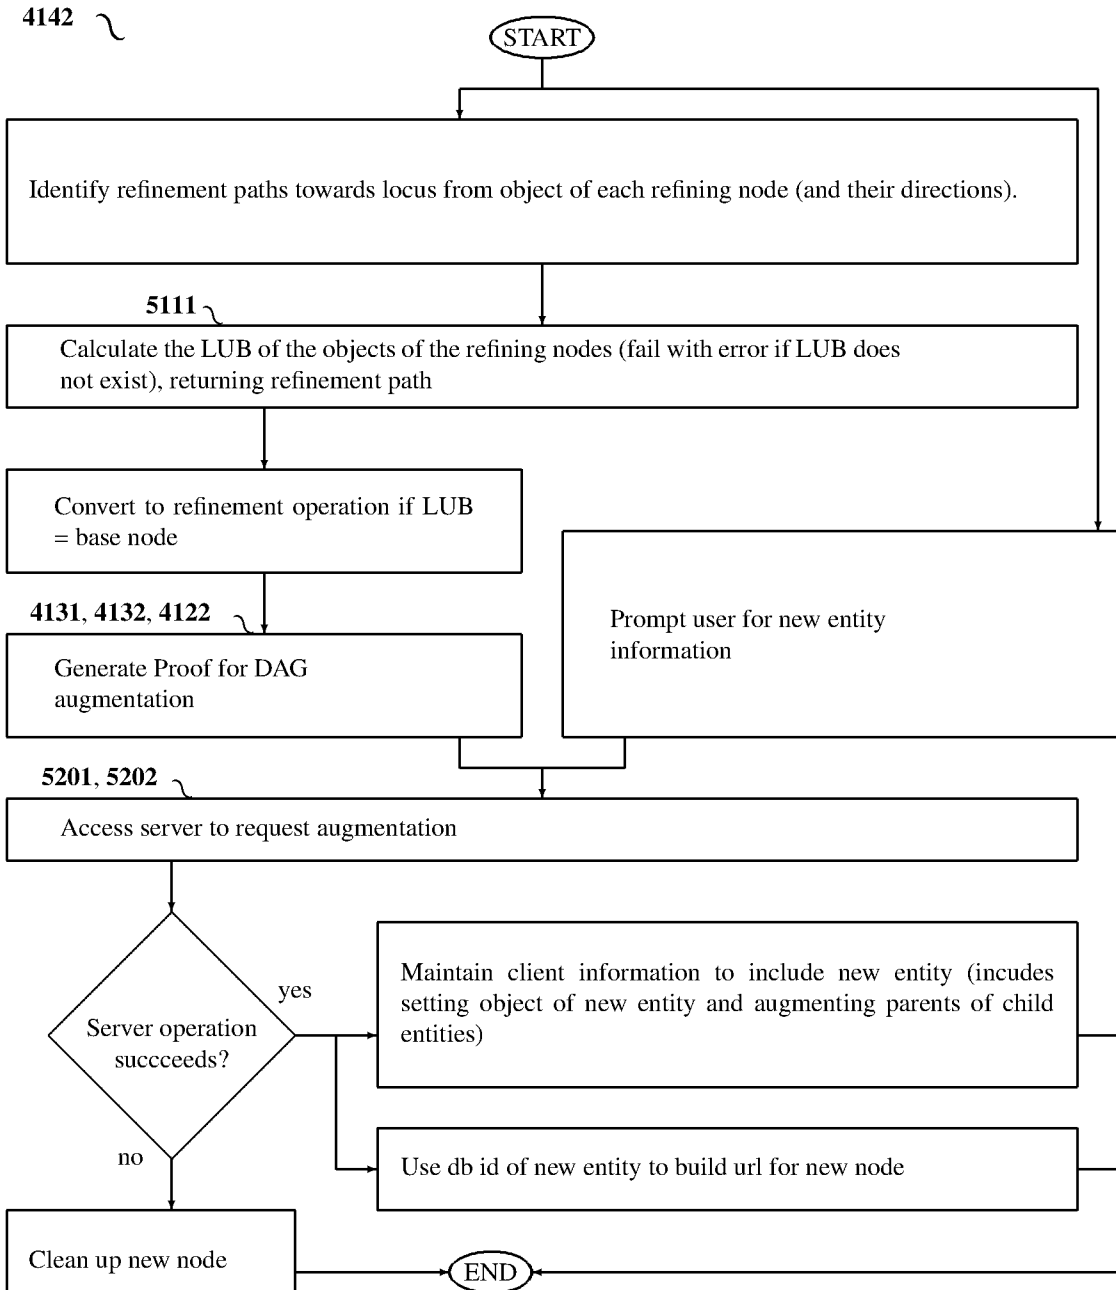 4142
START
Identify refinement paths towards locus from object of each refining node (and their directions).
5111
Calculate the LUB of the objects of the refining nodes (fail with error if LUB does
not exist), returning refinement path
Convert to refinement operation if LUB
= base node
4131, 4132, 4122
Generate Proof for DAG
augmentation
Prompt user for new entity
information
5201, 5202
Access server to request augmentation
Server operation
succceeds?
yes
no
Maintain client information to include new entity (incudes
setting object of new entity and augmenting parents of child
entities)
Use db id of new entity to build url for new node
Clean up new node
END